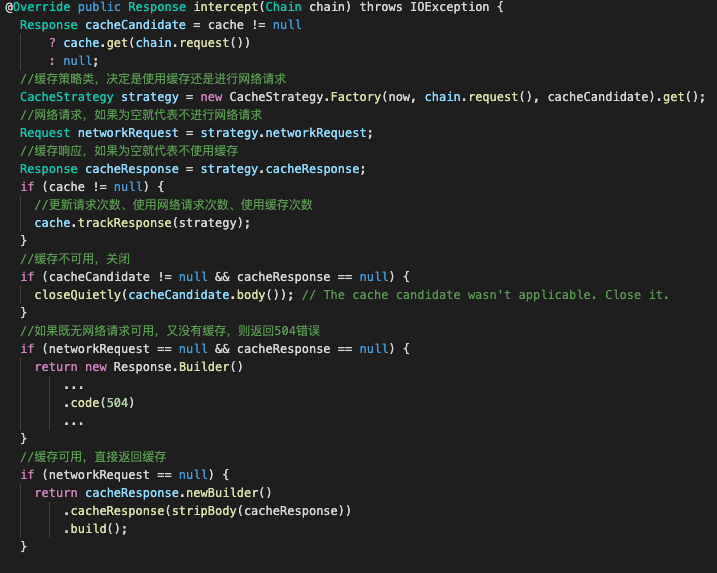 @Override public Response intercept(Chain chain) throws IOException {
  Response cacheCandidate = cache != null
      ? cache.get(chain.request())
      : null;
  //缓存策略类，决定是使用缓存还是进行网络请求
  CacheStrategy strategy = new CacheStrategy.Factory(now, chain.request(), cacheCandidate).get();
  //网络请求，如果为空就代表不进行网络请求
  Request networkRequest = strategy.networkRequest;
  //缓存响应，如果为空就代表不使用缓存
  Response cacheResponse = strategy.cacheResponse;
  if (cache != null) {
    //更新请求次数、使用网络请求次数、使用缓存次数
    cache.trackResponse(strategy);
  }
  //缓存不可用，关闭
  if (cacheCandidate != null && cacheResponse == null) {
    closeQuietly(cacheCandidate.body()); // The cache candidate wasn't applicable. Close it.
  }
  //如果既无网络请求可用，又没有缓存，则返回504错误
  if (networkRequest == null && cacheResponse == null) {
    return new Response.Builder()
        ...
        .code(504)
        ...
  }
  //缓存可用，直接返回缓存
  if (networkRequest == null) {
    return cacheResponse.newBuilder()
        .cacheResponse(stripBody(cacheResponse))
        .build();
  }